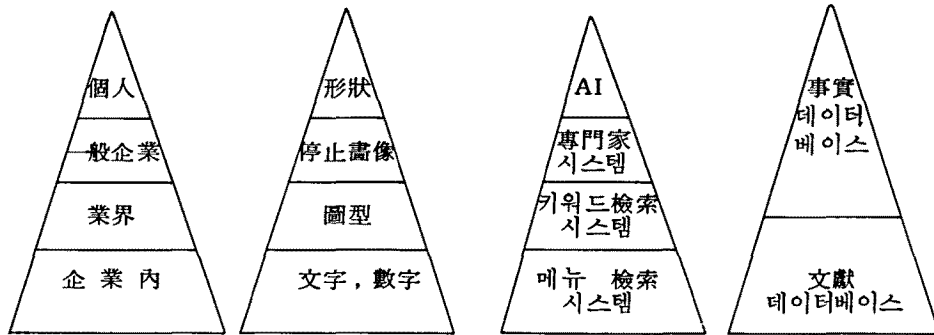 個人
一般企業
業界
企業內
形狀
停止畵像
圖型
文字, 數字
AI
專門家
시스템
키워드檢索
시스템
메뉴 檢索
시스템
事實
데이터
베이스
文獻
데이터베이스